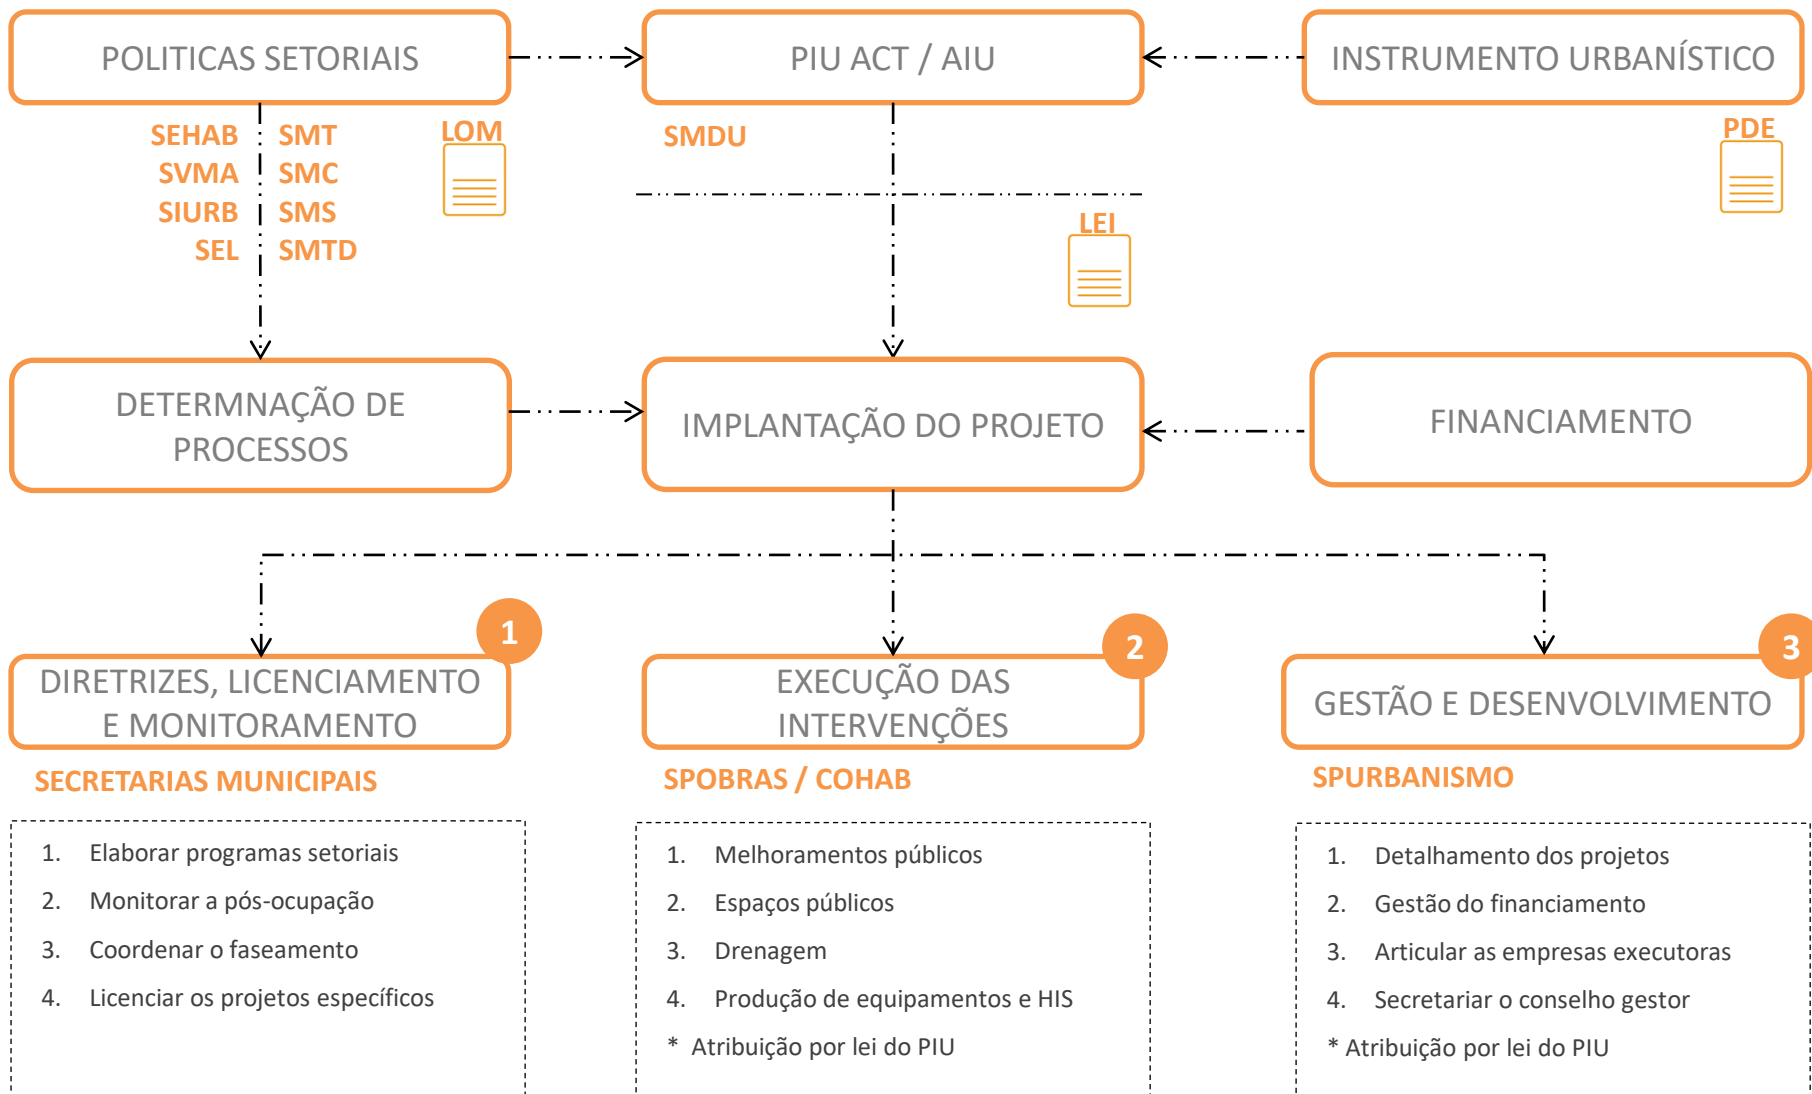 POLITICAS SETORIAIS
PIU ACT / AIU
INSTRUMENTO URBANÍSTICO
SEHAB
SVMA
SIURB
SEL
SMT
SMC
SMS
SMTD
LOM
SMDU
LEI
PDE
DETERMNAÇÃO DE
PROCESSOS
IMPLANTAÇÃO DO PROJETO
FINANCIAMENTO
1
DIRETRIZES, LICENCIAMENTO
E MONITORAMENTO
SECRETARIAS MUNICIPAIS
1. Elaborar programas setoriais
2. Monitorar a pós-ocupação
3. Coordenar o faseamento
4. Licenciar os projetos específicos
2
EXECUÇÃO DAS
INTERVENÇÕES
SPOBRAS / COHAB
1. Melhoramentos públicos
2. Espaços públicos
3. Drenagem
4. Produção de equipamentos e HIS
* Atribuição por lei do PIU
3
GESTÃO E DESENVOLVIMENTO
SPURBANISMO
1. Detalhamento dos projetos
2. Gestão do financiamento
3. Articular as empresas executoras
4. Secretariar o conselho gestor
* Atribuição por lei do PIU